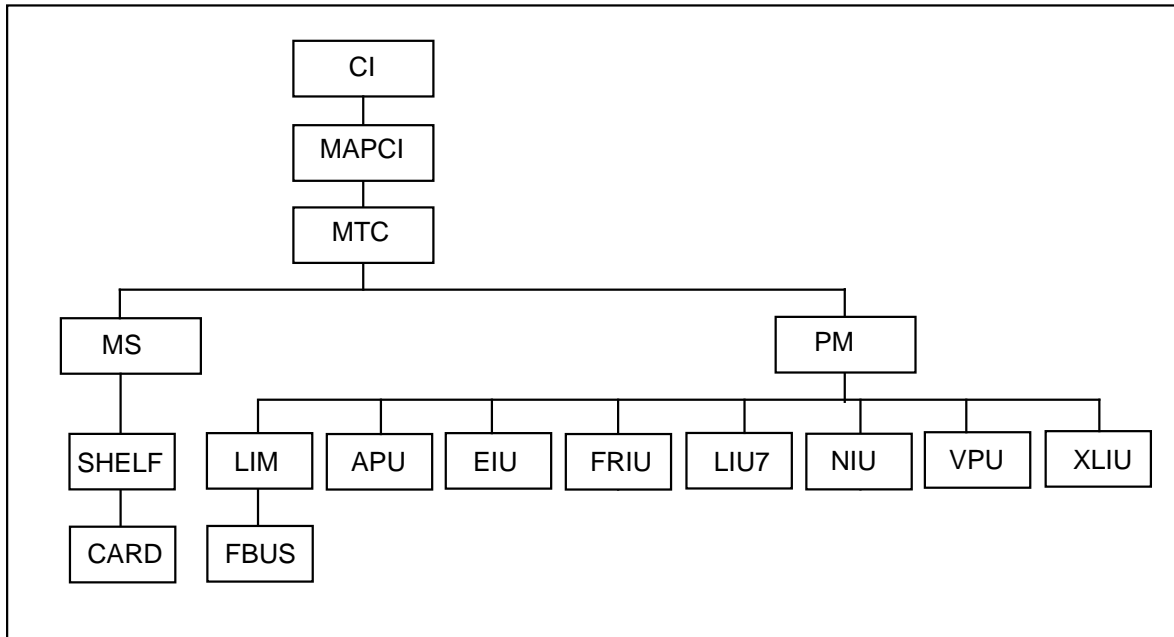 CI
MAPCI
MTC
MS
PM
SHELF
LIM
APU
EIU
FRIU
LIU7
NIU
VPU
XLIU
CARD
FBUS